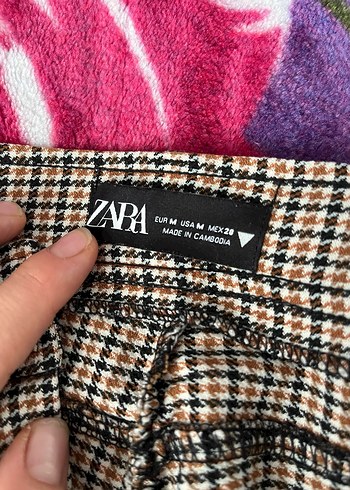 ZARA
EUR M USA M MEX 28
MADE IN CAMBODIA